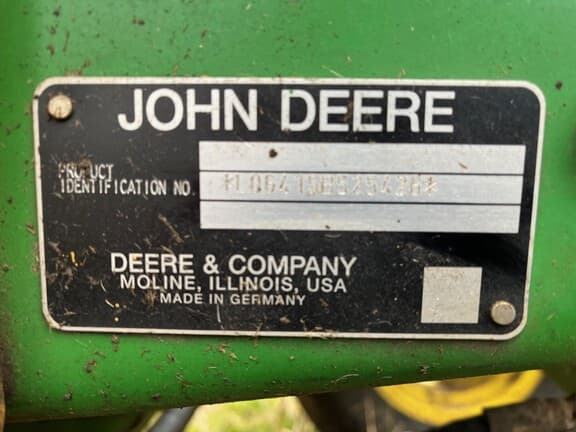 JOHN DEERE
PRODUCT
IDENTIFICATION NO.
DEERE & COMPANY
MOLINE, ILLINOIS, USA
MADE IN GERMANY